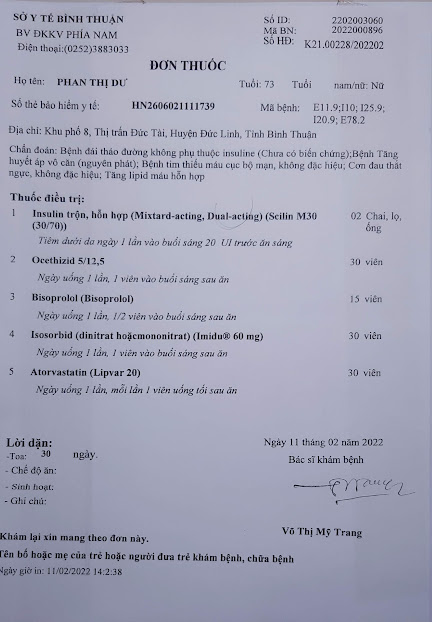 SỞ Y TẾ BÌNH THUẬN
BV ĐKKV PHÍA NAM
Điện thoại:(0252)3883033
Số ID: 2202003060
Mã BN: 2022000896
Số HĐ: K21.00228/202202
ĐƠN THUỐC
Họ tên: PHAN THỊ DƯ Tuổi: 73 Tuổi nam/nữ: Nữ
Số thẻ bảo hiểm y tế: HN2606021111739 Mã bệnh: E11.9;I10; I25.9;
I20.9; E78.2
Địa chỉ: Khu phố 8, Thị trấn Đức Tài, Huyện Đức Linh, Tỉnh Bình Thuận
Chẩn đoán: Bệnh đái tháo đường không phụ thuộc insuline (Chưa có biến chứng);Bệnh Tăng
huyết áp vô căn (nguyên phát); Bệnh tim thiếu máu cục bộ mạn, không đặc hiệu; Cơn đau thắt
ngực, không đặc hiệu; Tăng lipid máu hỗn hợp
Thuốc điều trị:
1 Insulin trộn, hỗn hợp (Mixtard-acting, Dual-acting) (Scilin M30 02 Chai, lọ,
(30/70)) ống
Tiêm dưới da ngày 1 lần vào buổi sáng 20 UI trước ăn sáng
2 Ocethizid 5/12,5 30 viên
Ngày uống 1 lần, 1 viên vào buổi sáng sau ăn
3 Bisoprolol (Bisoprolol) 15 viên
Ngày uống 1 lần, 1/2 viên vào buổi sáng sau ăn
4 Isosorbid (dinitrat hoặcmononitrat) (Imidu® 60 mg) 30 viên
Ngày uống 1 lần, 1 viên vào buổi sáng sau ăn
5 Atorvastatin (Lipvar 20) 30 viên
Ngày uống 1 lần, mỗi lần 1 viên uống tối sau ăn
Lời dặn:
-Toa: 30 ngày.
- Chế độ ăn:
- Sinh hoạt:
- Ghi chú:
Ngày 11 tháng 02 năm 2022
Bác sĩ khám bệnh
Võ Thị Mỹ Trang
Khám lại xin mang theo đơn này.
Tên bố hoặc mẹ của trẻ hoặc người đưa trẻ khám bệnh, chữa bệnh
Ngày giờ in: 11/02/2022 14:2:38